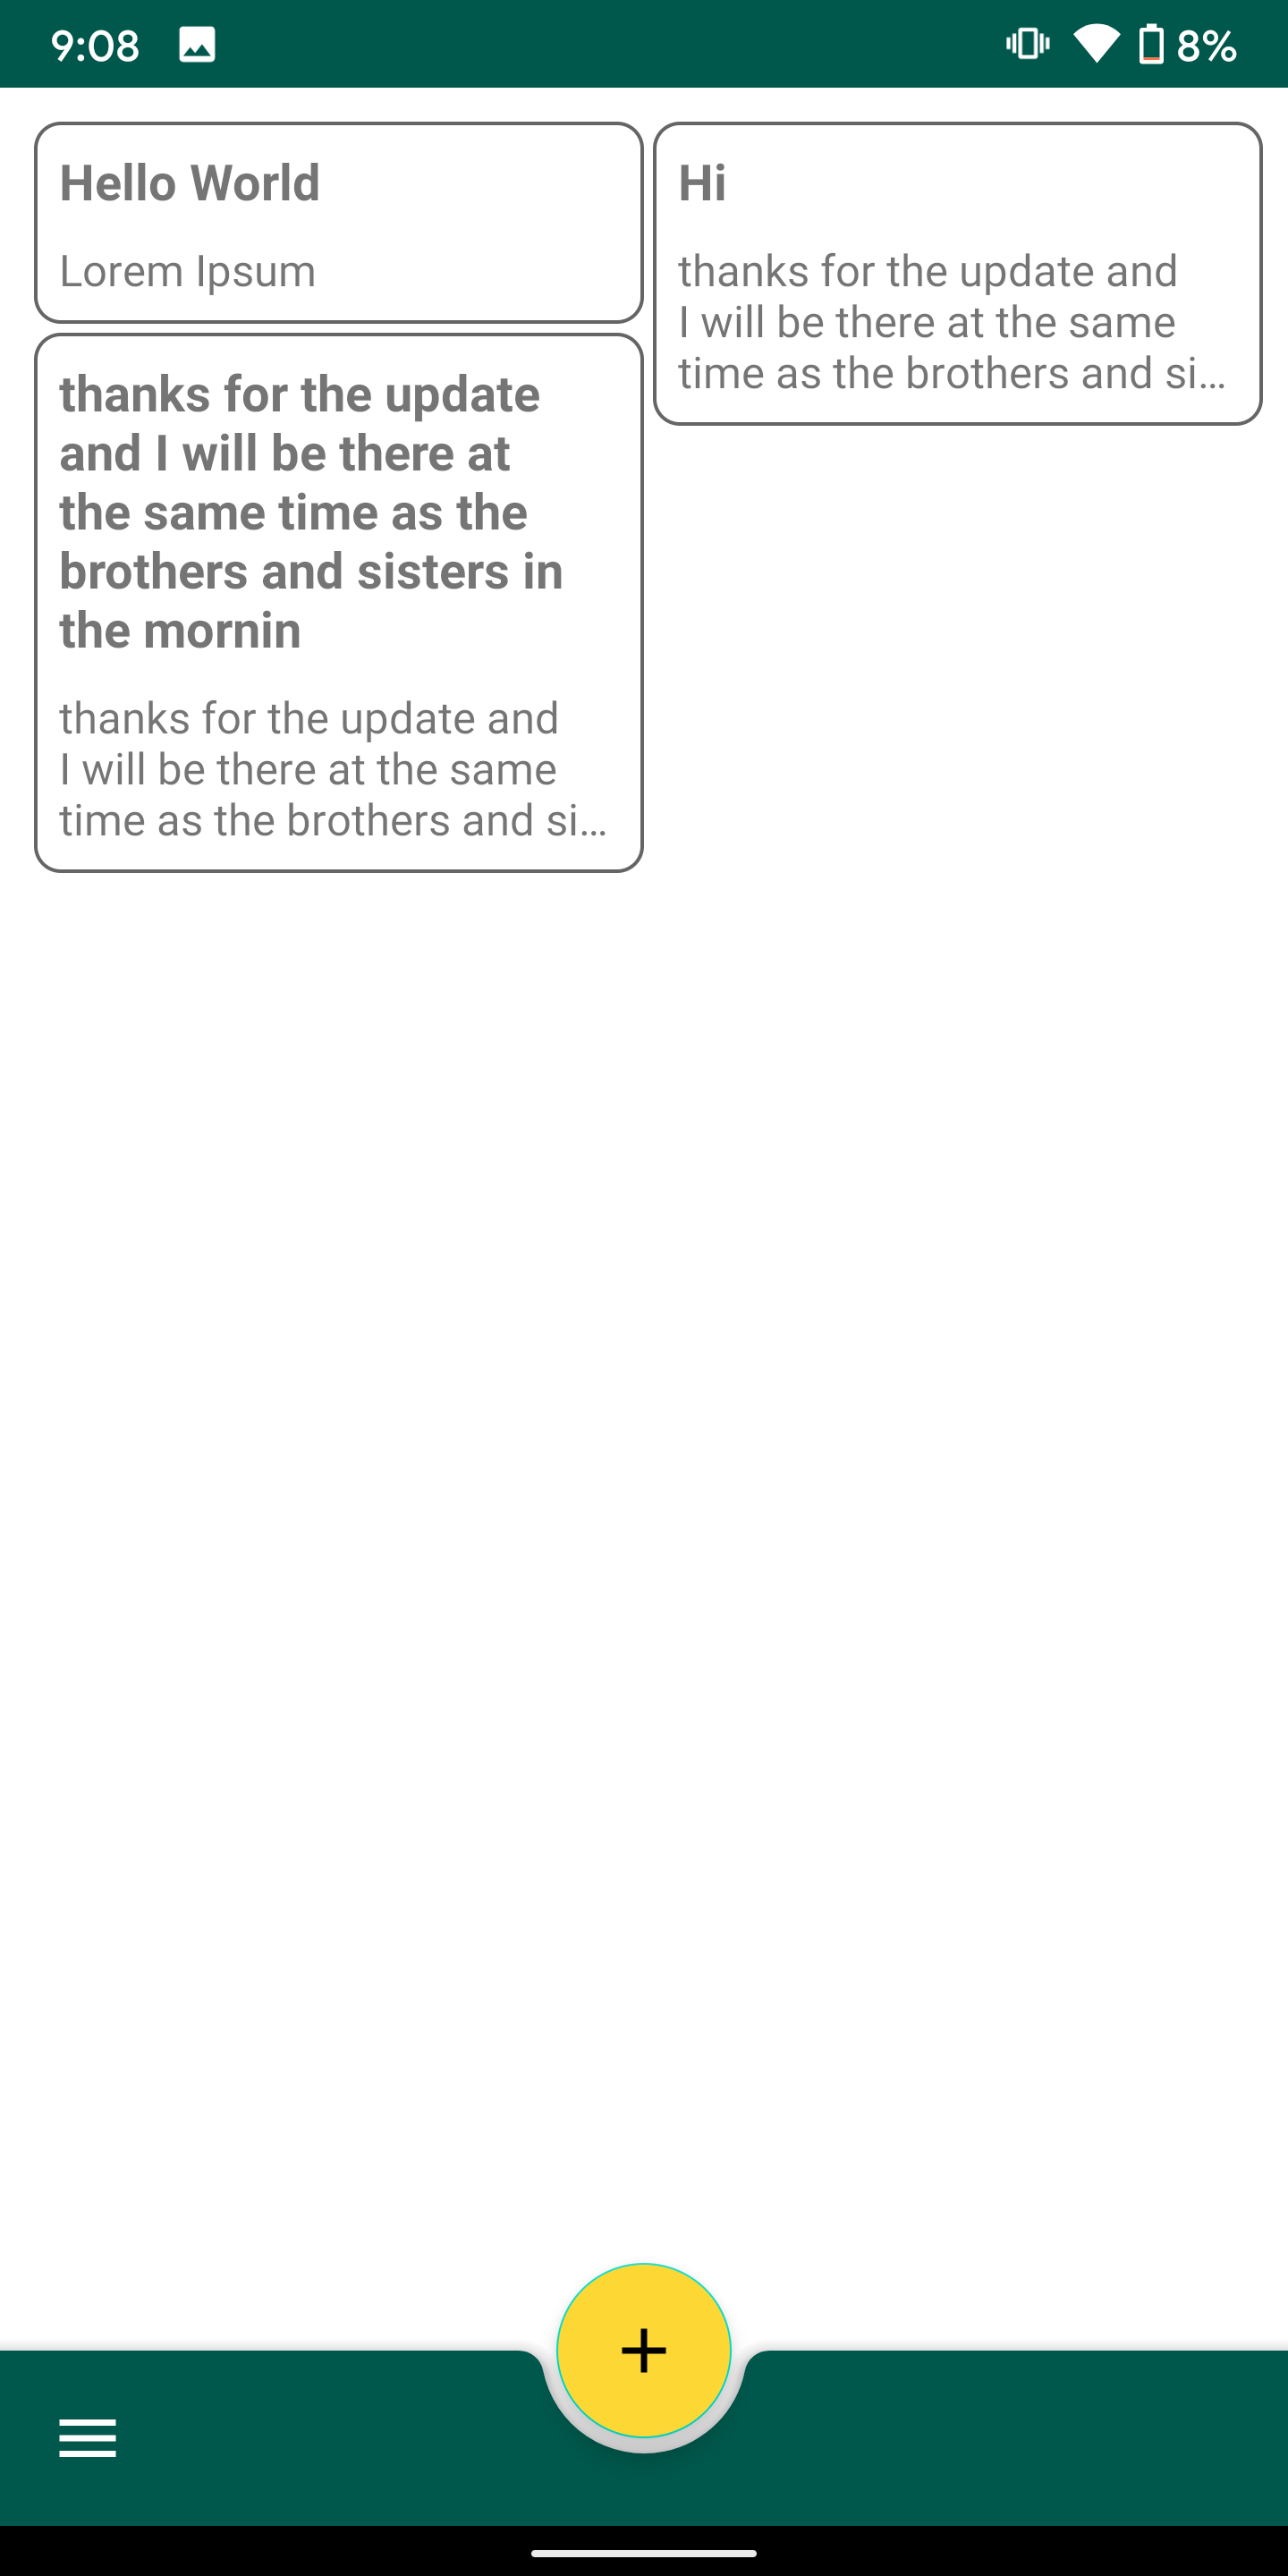 9:08
8%
Hello World
Lorem Ipsum
Hi
thanks for the update and
I will be there at the same
time as the brothers and si...
thanks for the update
and I will be there at
the same time as the
brothers and sisters in
the mornin
thanks for the update and
I will be there at the same
time as the brothers and si...